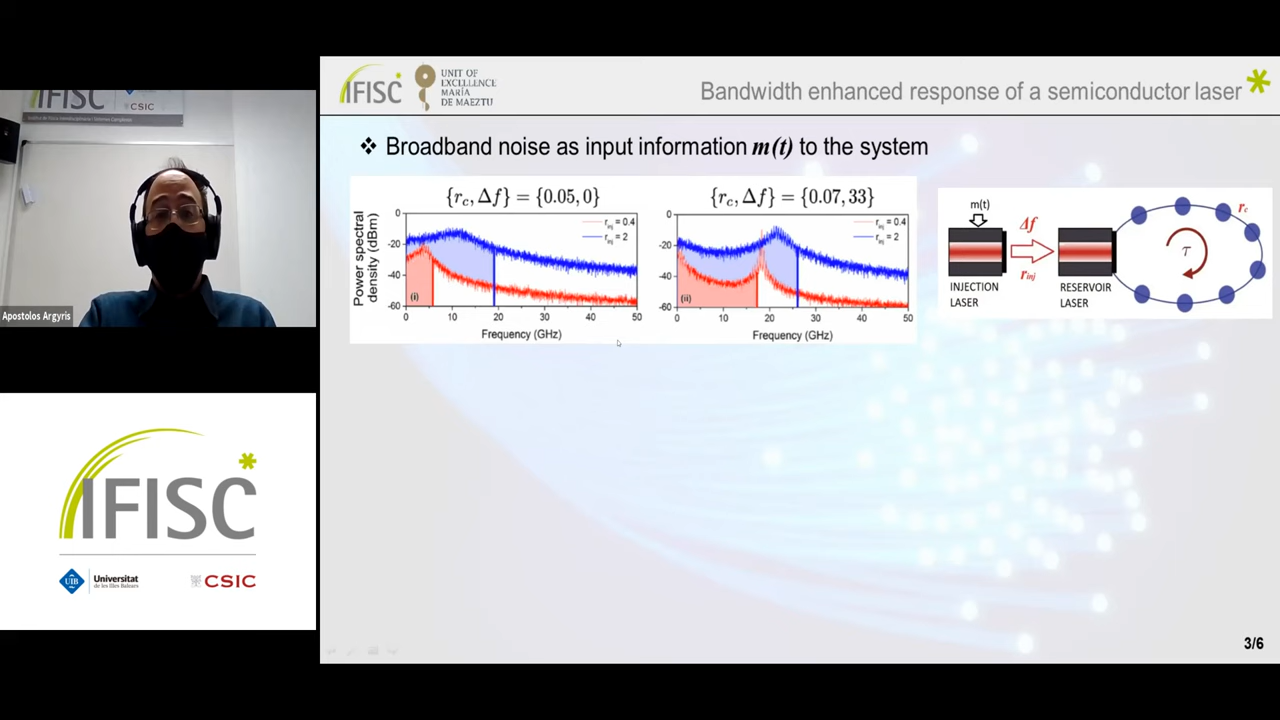 IFISC
CSIC
Apostolos Argyris
IFISC
UIB
Universitat
de les Illes Balears
CSIC
IFISC
UNIT OF
EXCELLENCE
MARÍA
DE MAEZTU
Bandwidth enhanced response of a semiconductor laser
❖ Broadband noise as input information m(t) to the system
{r_c, Δf} = {0.05, 0}
Power spectral
density (dBm)
0
-20
-40
-60
r_inj = 0.4
r_inj = 2
(i)
0 10 20 30 40 50
Frequency (GHz)
{r_c, Δf} = {0.07, 33}
0
-20
-40
-60
r_inj = 0.4
r_inj = 2
(ii)
0 10 20 30 40 50
Frequency (GHz)
m(t)
Δf
r_inj
INJECTION
LASER
RESERVOIR
LASER
r_c
τ
3/6